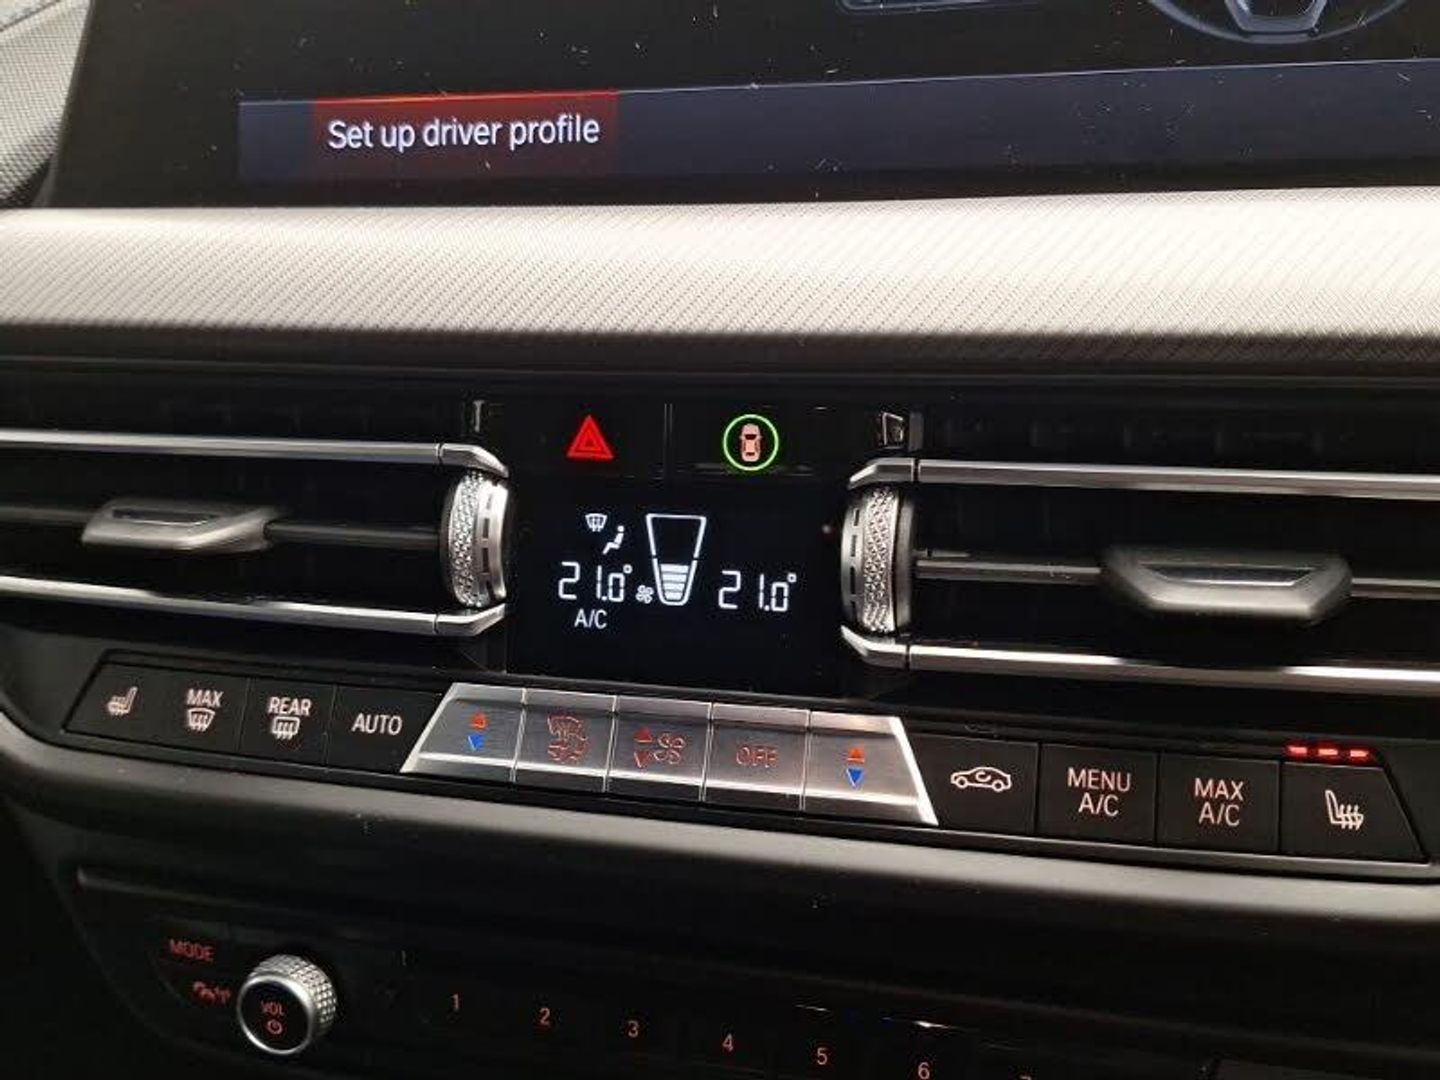 Set up driver profile
21.0°
21.0°
A/C
MAX
REAR
AUTO
OFF
MENU
A/C
MAX
A/C
MODE
VOL
1
2
3
4
5
6